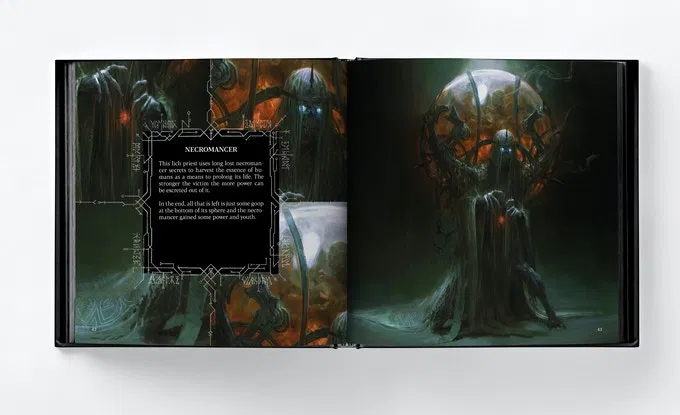 NECROMANCER
This lich priest uses long lost necroman-
cer secrets to harvest the essence of hu-
mans as a means to prolong its life. The
stronger the victim the more power can
be excreted out of it.
In the end, all that is left is just some goop
at the bottom of its sphere and the necro-
mancer gained some power and youth.